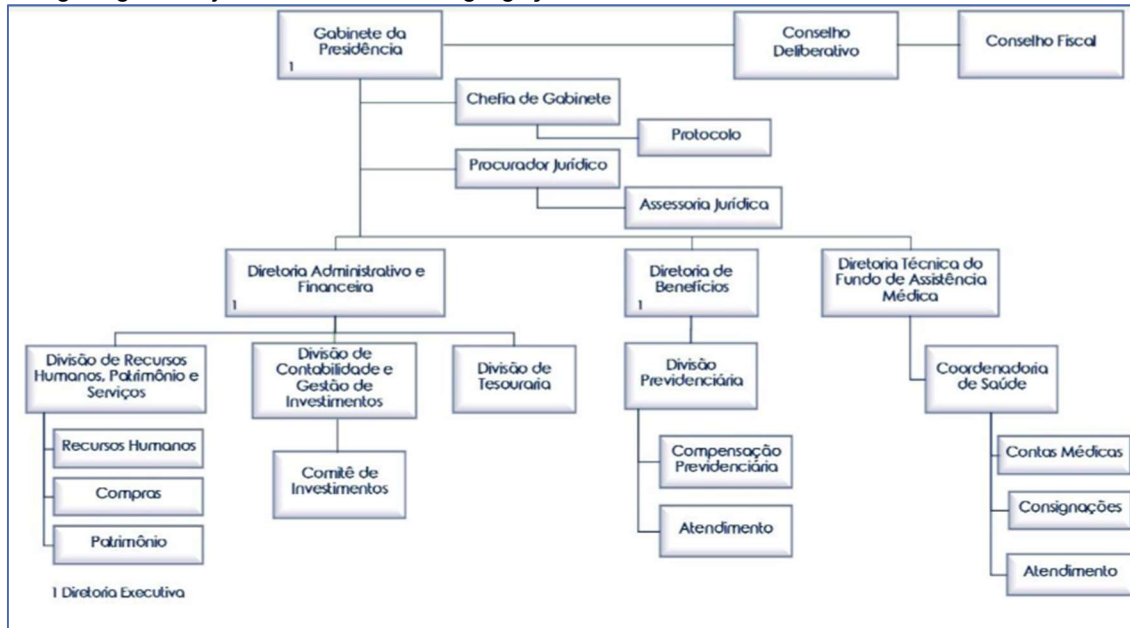 Gabinete da
Presidência
1
Conselho
Deliberativo
Conselho Fiscal
Chefia de Gabinete
Protocolo
Procurador Jurídico
Assessoria Jurídica
Diretoria Administrativo e
Financeira
1
Diretoria de
Benefícios
1
Diretoria Técnica do
Fundo de Assistência
Médica
Divisão de Recursos
Humanos, Patrimônio e
Serviços
Divisão de
Contabilidade e
Gestão de
Investimentos
Divisão de
Tesouraria
Divisão
Previdenciária
Coordenadoria
de Saúde
Recursos Humanos
Compras
Patrimônio
Comitê de
Investimentos
Compensação
Previdenciária
Atendimento
Contas Médicas
Consignações
Atendimento
1 Diretoria Executiva